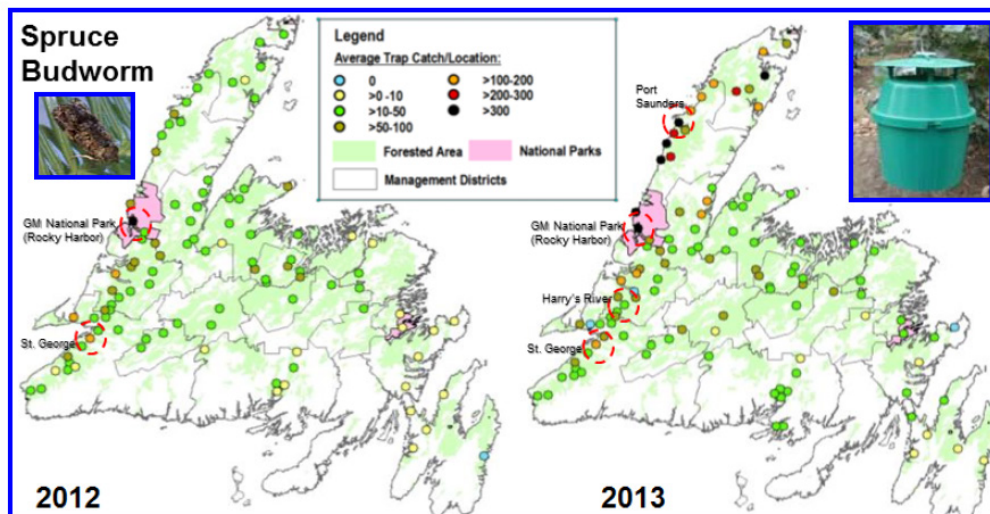 Spruce
Budworm
Legend
Average Trap Catch/Location:
0
>0 -10
>10-50
>50-100
>100-200
>200-300
>300
Forested Area
National Parks
Management Districts
GM National Park
(Rocky Harbor)
St. George
2012
Port
Saunders
GM National Park
(Rocky Harbor)
Harry's River
St. George
2013